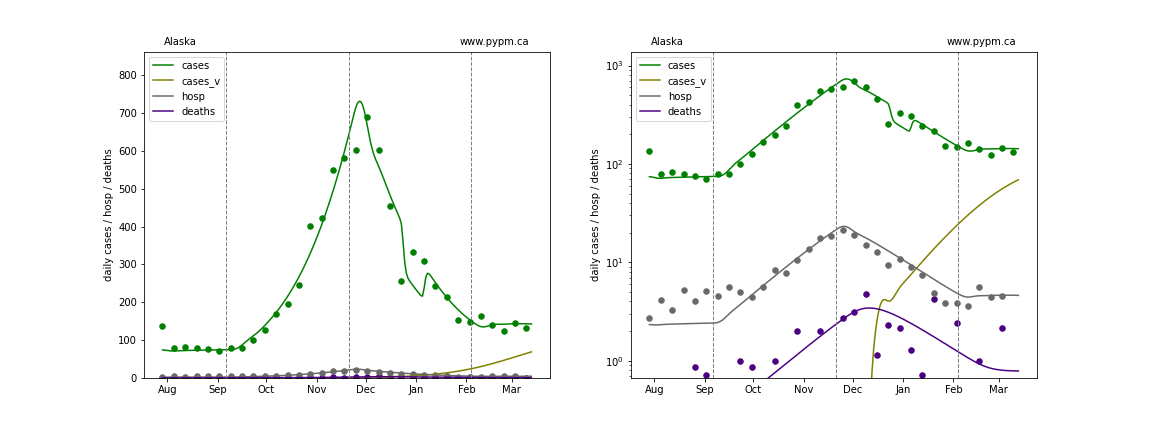 Alaska www.pypm.ca
cases
cases_v
hosp
deaths
daily cases / hosp / deaths
800
700
600
500
400
300
200
100
0
Aug Sep Oct Nov Dec Jan Feb Mar
Alaska www.pypm.ca
cases
cases_v
hosp
deaths
daily cases / hosp / deaths
10³
10²
10¹
10⁰
Aug Sep Oct Nov Dec Jan Feb Mar